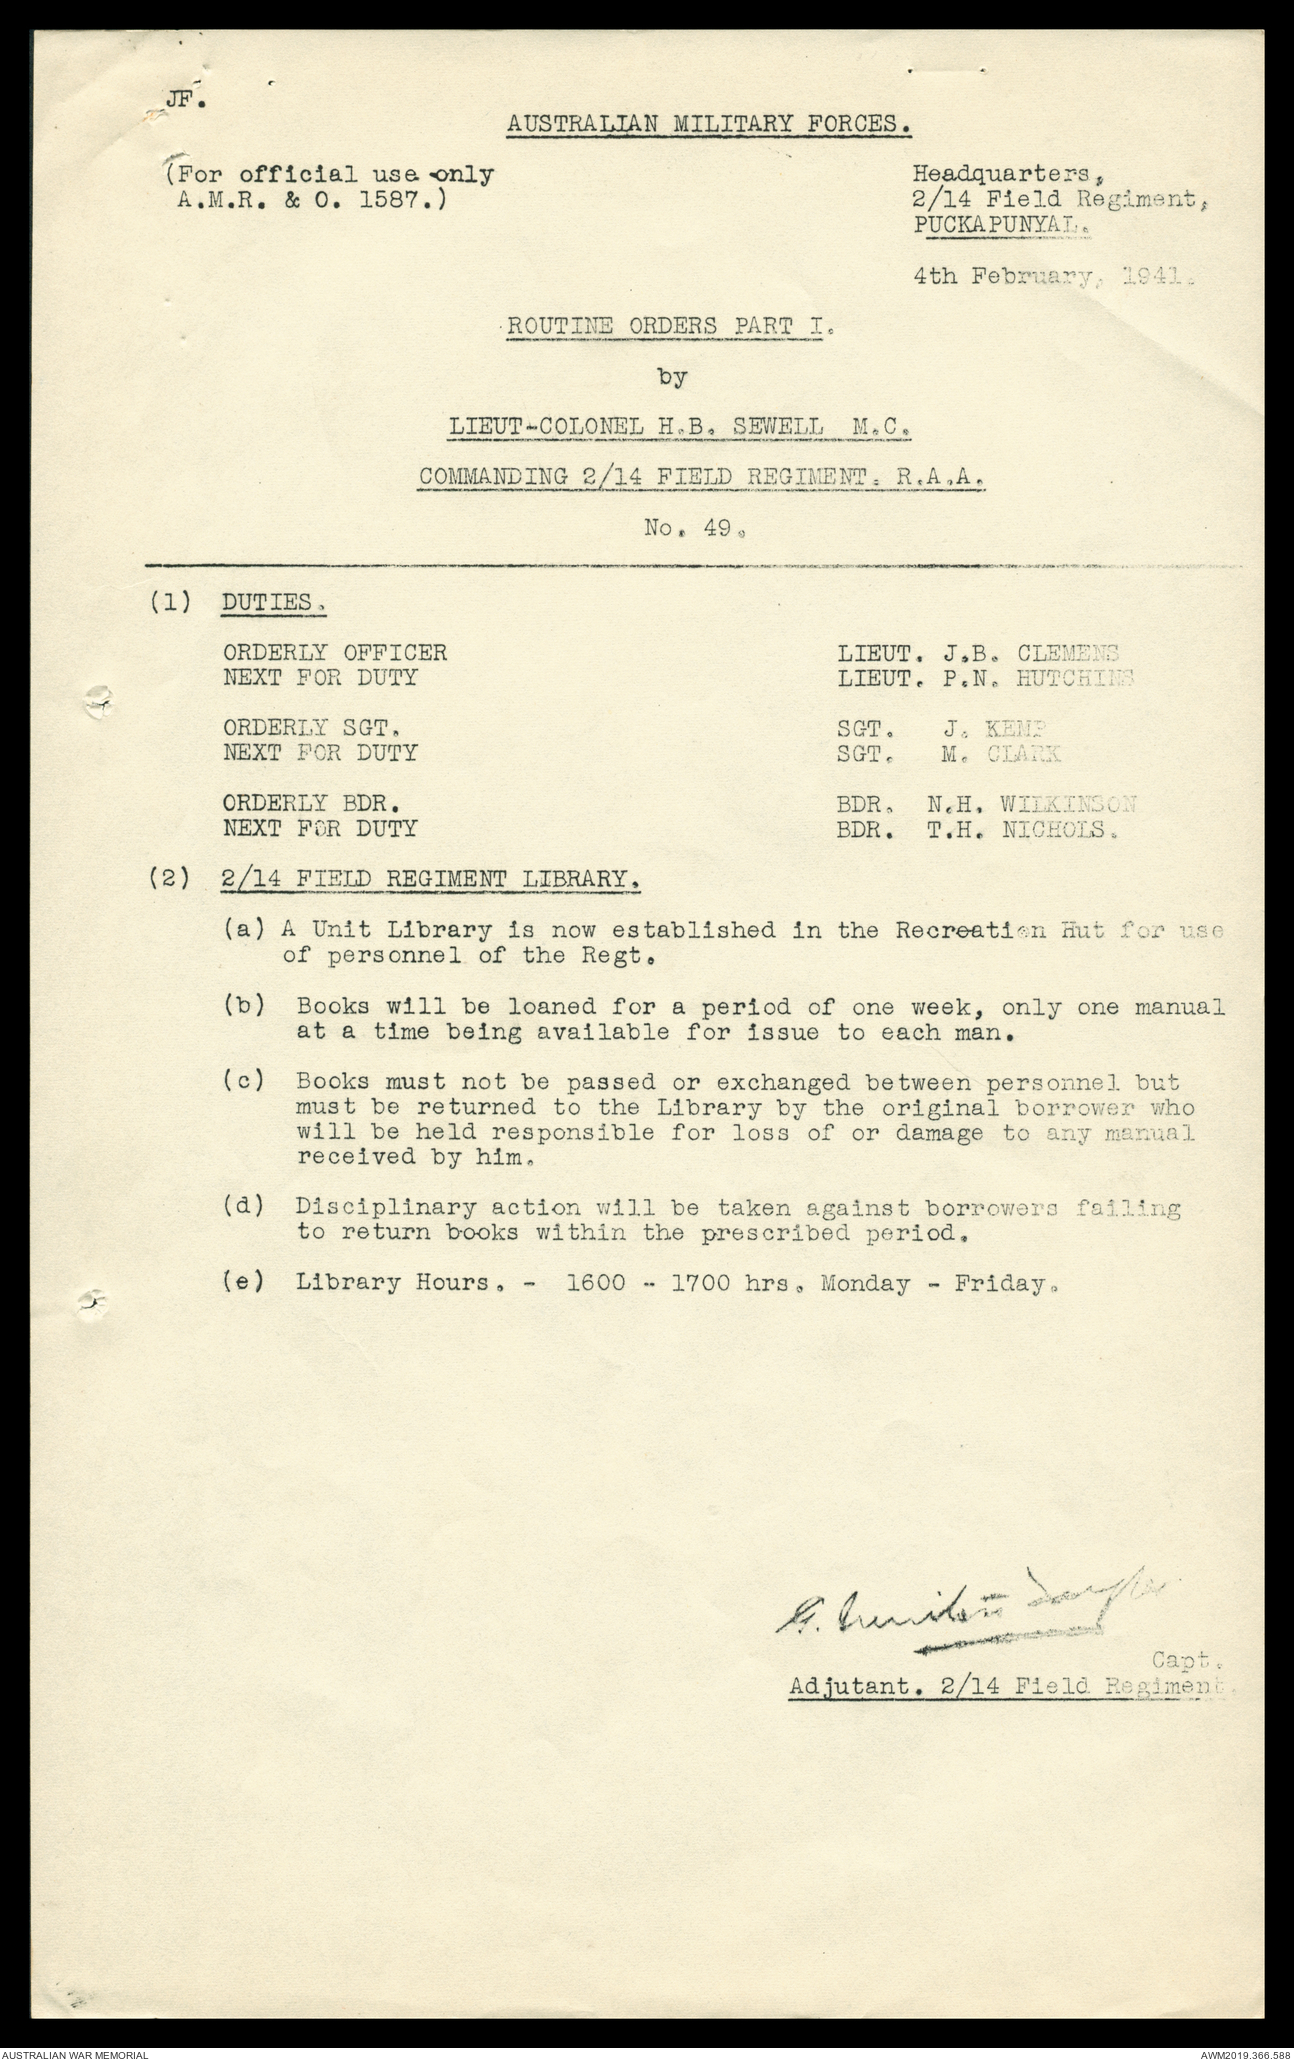 JF.
AUSTRALIAN MILITARY FORCES.
(For official use only
A.M.R. & O. 1587.)
Headquarters,
2/14 Field Regiment,
PUCKAPUNYAL.
4th February, 1941.
ROUTINE ORDERS PART I.
by
LIEUT-COLONEL H.B. SEWELL M.C.
COMMANDING 2/14 FIELD REGIMENT. R.A.A.
No. 49.
(1) DUTIES.
ORDERLY OFFICER LIEUT. J.B. CLEMENS
NEXT FOR DUTY LIEUT. P.N. HUTCHINS
ORDERLY SGT. SGT. J. KEMP
NEXT FOR DUTY SGT. M. CLARK
ORDERLY BDR. BDR. N.H. WILKINSON
NEXT FOR DUTY BDR. T.H. NICHOLS.
(2) 2/14 FIELD REGIMENT LIBRARY.
(a) A Unit Library is now established in the Recreation Hut for use
of personnel of the Regt.
(b) Books will be loaned for a period of one week, only one manual
at a time being available for issue to each man.
(c) Books must not be passed or exchanged between personnel but
must be returned to the Library by the original borrower who
will be held responsible for loss of or damage to any manual
received by him.
(d) Disciplinary action will be taken against borrowers failing
to return books within the prescribed period.
(e) Library Hours. - 1600 - 1700 hrs. Monday - Friday.
G.
Capt.
Adjutant. 2/14 Field Regiment.
AUSTRALIAN WAR MEMORIAL
AWM2019.366.588